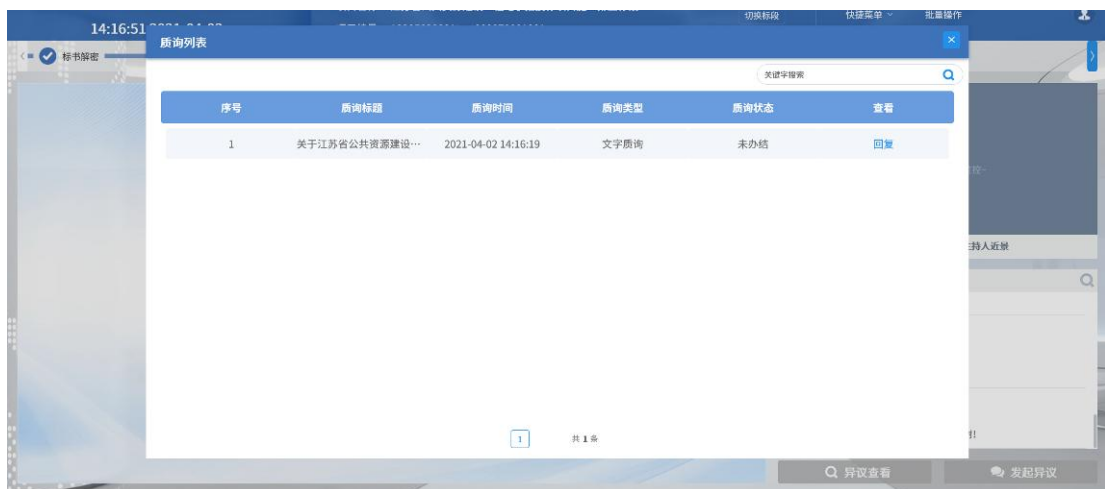 14:16:51
切换标段
快捷菜单
批量操作
标书解密
质询列表
关键字搜索
序号 质询标题 质询时间 质询类型 质询状态 查看
1 关于江苏省公共资源建设… 2021-04-02 14:16:19 文字质询 未办结 回复
主持人近景
1 共 1 条
异议查看 发起异议